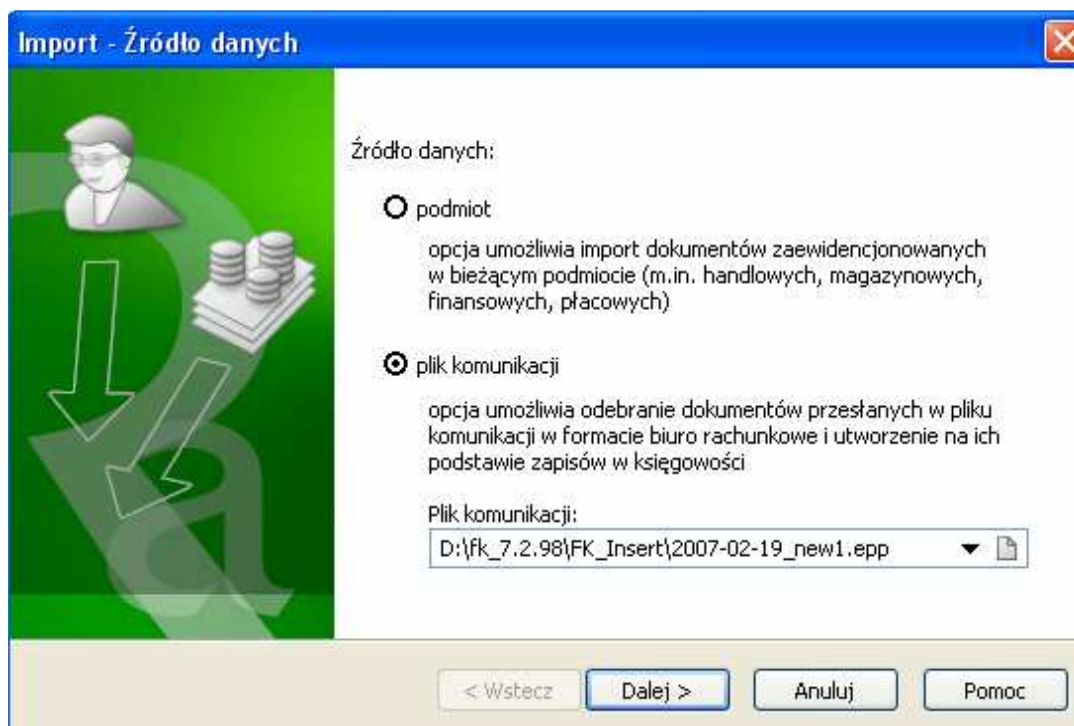 Import - Źródło danych
Źródło danych:
podmiot
opcja umożliwia import dokumentów zaewidencjonowanych
w bieżącym podmiocie (m.in. handlowych, magazynowych,
finansowych, płacowych)
plik komunikacji
opcja umożliwia odebranie dokumentów przesłanych w pliku
komunikacji w formacie biuro rachunkowe i utworzenie na ich
podstawie zapisów w księgowości
Plik komunikacji:
D:\fk_7.2.98\FK_Insert\2007-02-19_new1.epp
< Wstecz Dalej > Anuluj Pomoc